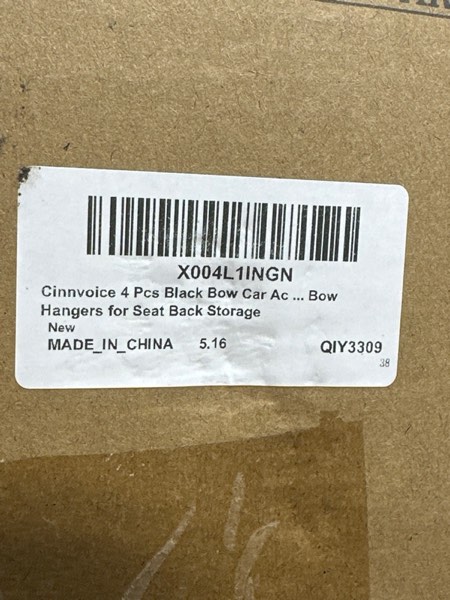 X004L1INGN
Cinnvoice 4 Pcs Black Bow Car Ac ... Bow
Hangers for Seat Back Storage
New
MADE_IN_CHINA 5.16 QIY3309
38